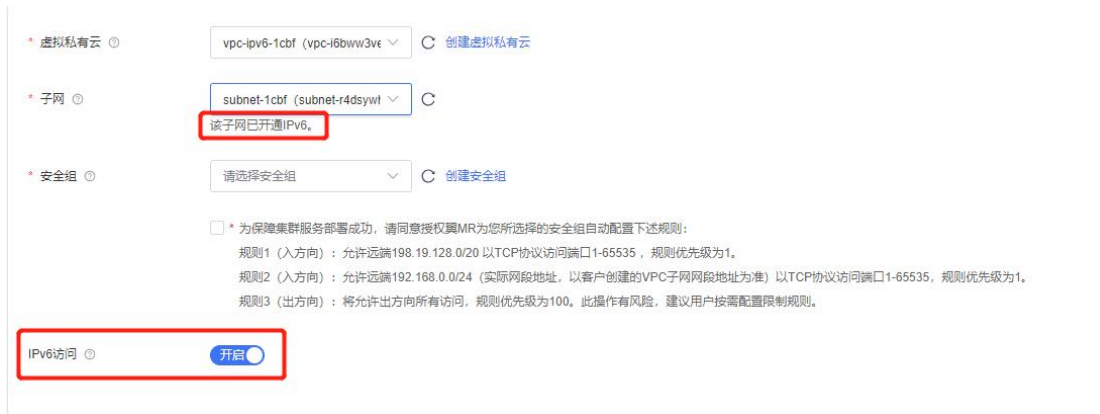 * 虚拟私有云
vpc-ipv6-1cbf（vpc-i6bww3ve
创建虚拟私有云
* 子网
subnet-1cbf（subnet-r4dsywh
该子网已开通IPv6。
* 安全组
请选择安全组
创建安全组
* 为保障集群服务部署成功，请同意授权翼MR为您所选择的安全组自动配置下述规则：
规则1（入方向）：允许远端198.19.128.0/20 以TCP协议访问端口1-65535 ，规则优先级为1。
规则2（入方向）：允许远端192.168.0.0/24（实际网段地址，以客户创建的VPC子网网段地址为准）以TCP协议访问端口1-65535，规则优先级为1。
规则3（出方向）：将允许出方向所有访问，规则优先级为100。此操作有风险，建议用户按需配置限制规则。
IPv6访问
开启